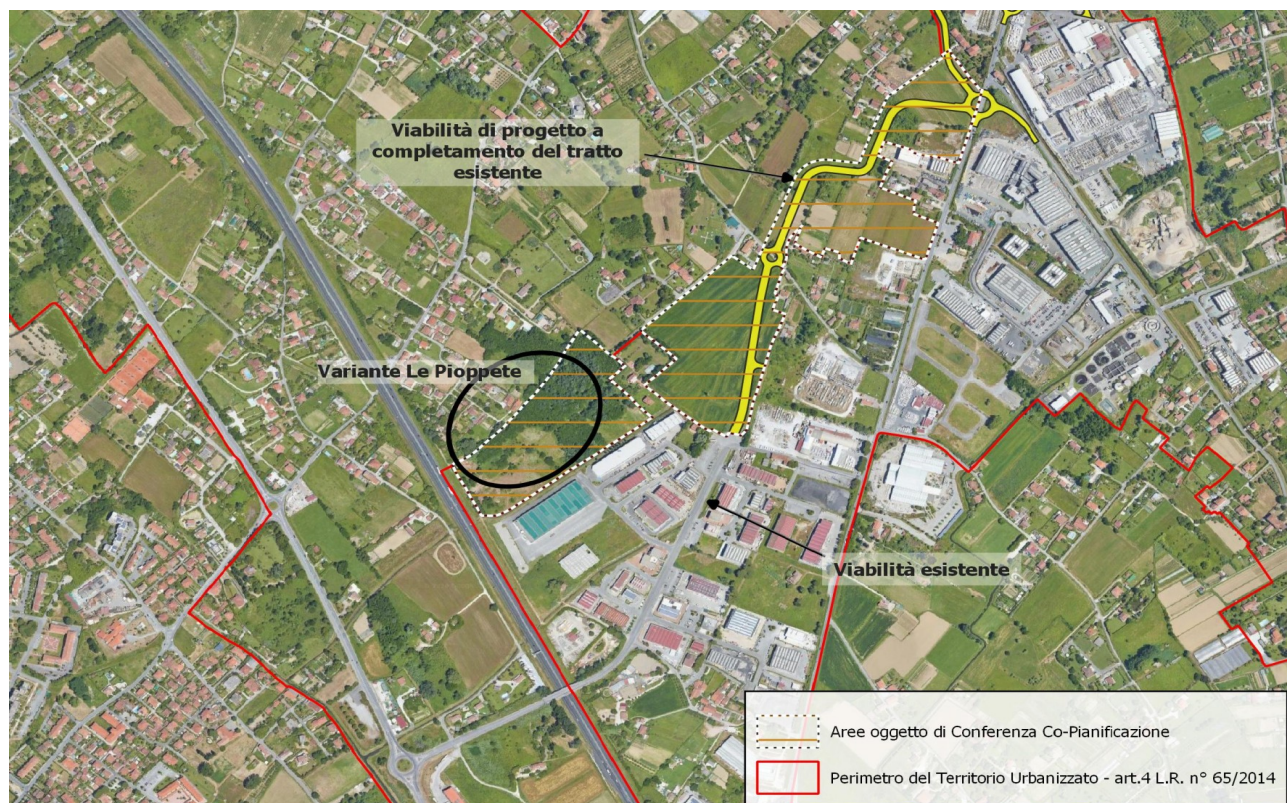 Viabilità di progetto a
completamento del tratto
esistente
Variante Le Pioppete
Viabilità esistente
Aree oggetto di Conferenza Co-Pianificazione
Perimetro del Territorio Urbanizzato - art.4 L.R. n° 65/2014